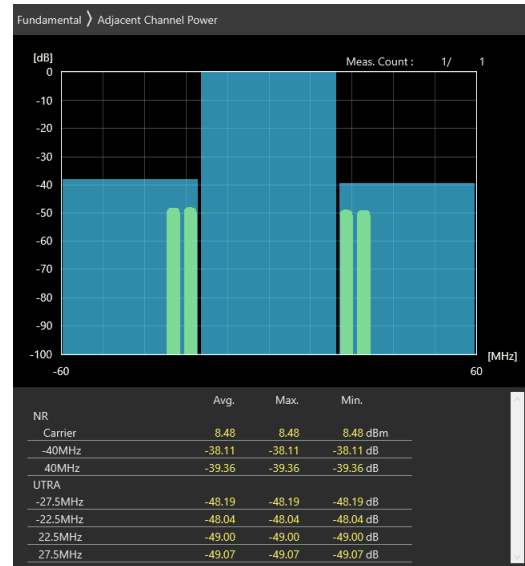 Fundamental 〉 Adjacent Channel Power
[dB]
Meas. Count : 1/ 1
0
-10
-20
-30
-40
-50
-60
-70
-80
-90
-100
[MHz]
-60 60
Avg. Max. Min.
NR
Carrier 8.48 8.48 8.48 dBm
-40MHz -38.11 -38.11 -38.11 dB
40MHz -39.36 -39.36 -39.36 dB
UTRA
-27.5MHz -48.19 -48.19 -48.19 dB
-22.5MHz -48.04 -48.04 -48.04 dB
22.5MHz -49.00 -49.00 -49.00 dB
27.5MHz -49.07 -49.07 -49.07 dB